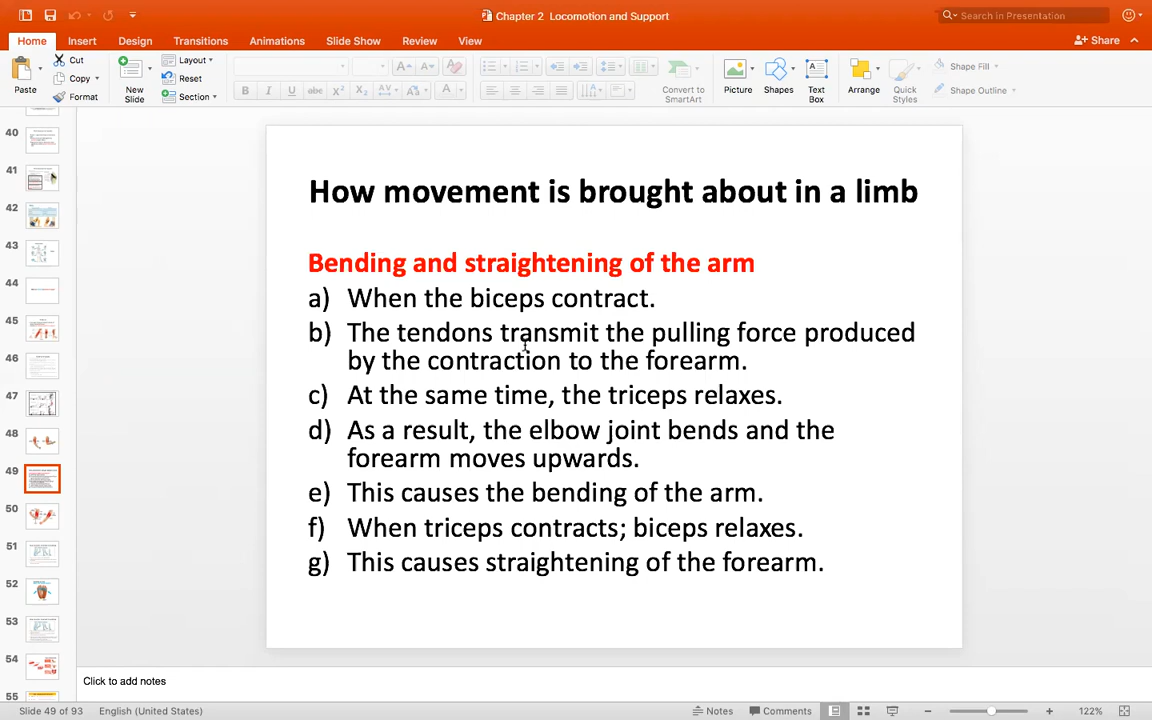 Chapter 2 Locomotion and Support
Search in Presentation
Home Insert Design Transitions Animations Slide Show Review View
Share
Paste
Cut
Copy
Format
New Slide
Layout
Reset
Section
B I U abc X² X₂ AV Aa A
Convert to SmartArt
Picture
Shapes
Text Box
Arrange
Quick Styles
Shape Fill
Shape Outline
40
41
42
43
44
45
46
47
48
49
50
51
52
53
54
55
How movement is brought about in a limb
Bending and straightening of the arm
a) When the biceps contract.
b) The tendons transmit the pulling force produced
by the contraction to the forearm.
c) At the same time, the triceps relaxes.
d) As a result, the elbow joint bends and the
forearm moves upwards.
e) This causes the bending of the arm.
f) When triceps contracts; biceps relaxes.
g) This causes straightening of the forearm.
Click to add notes
Slide 49 of 93 English (United States) Notes Comments 122%